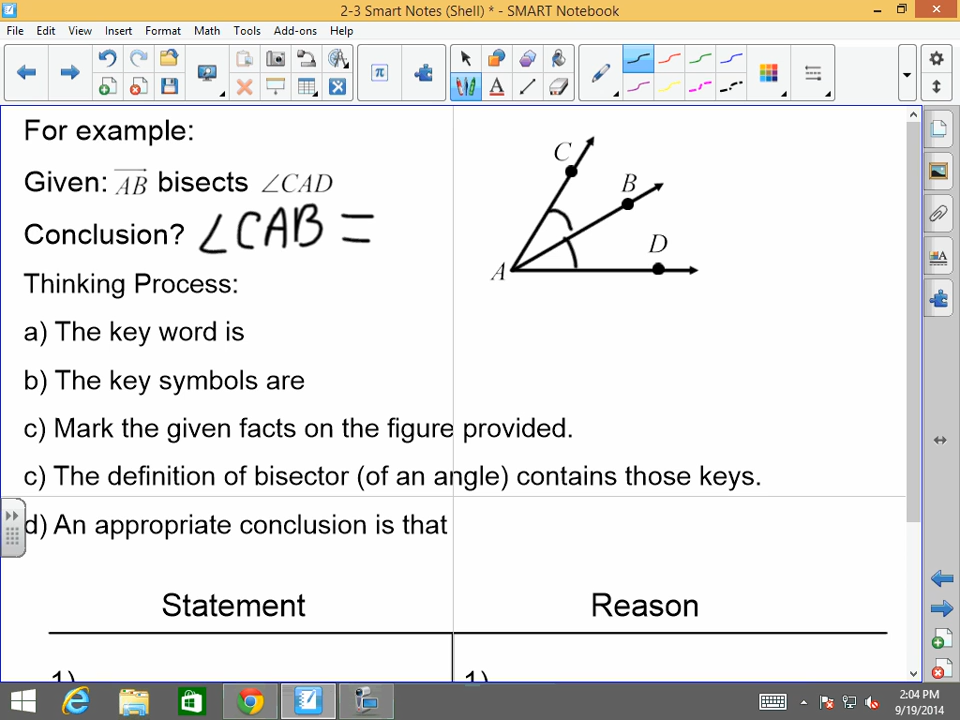 2-3 Smart Notes (Shell) * - SMART Notebook
File Edit View Insert Format Math Tools Add-ons Help
π A
For example:
Given: AB bisects ∠CAD
Conclusion? ∠CAB =
Thinking Process:
a) The key word is
b) The key symbols are
c) Mark the given facts on the figure provided.
c) The definition of bisector (of an angle) contains those keys.
d) An appropriate conclusion is that
C
B
D
A
Statement Reason
1) 1)
2:04 PM
9/19/2014